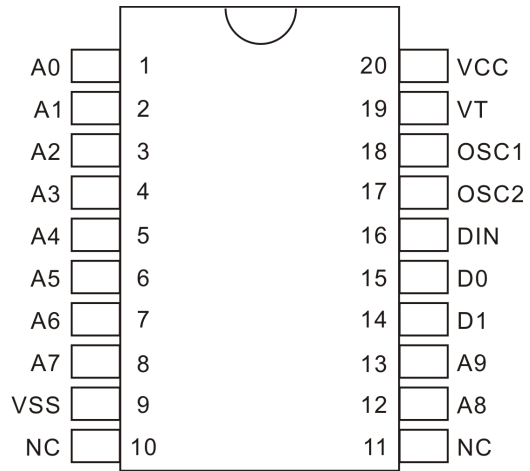 A0 1 20 VCC
A1 2 19 VT
A2 3 18 OSC1
A3 4 17 OSC2
A4 5 16 DIN
A5 6 15 D0
A6 7 14 D1
A7 8 13 A9
VSS 9 12 A8
NC 10 11 NC